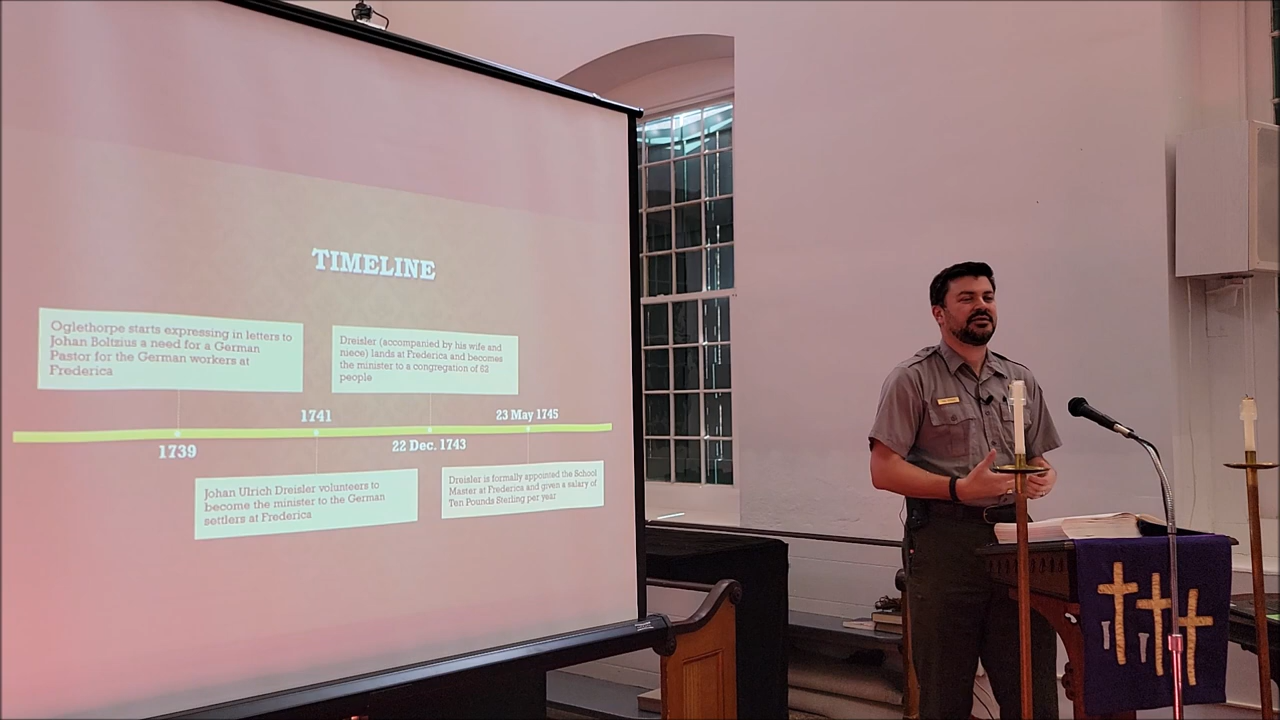 TIMELINE
Oglethorpe starts expressing in letters to
Johan Boltzius a need for a German
Pastor for the German workers at
Frederica
Dreisler (accompanied by his wife and
niece) lands at Frederica and becomes
the minister to a congregation of 62
people
1741
23 May 1745
1739
22 Dec. 1743
Johan Ulrich Dreisler volunteers to
become the minister to the German
settlers at Frederica
Dreisler is formally appointed the School
Master at Frederica and given a salary of
Ten Pounds Sterling per year